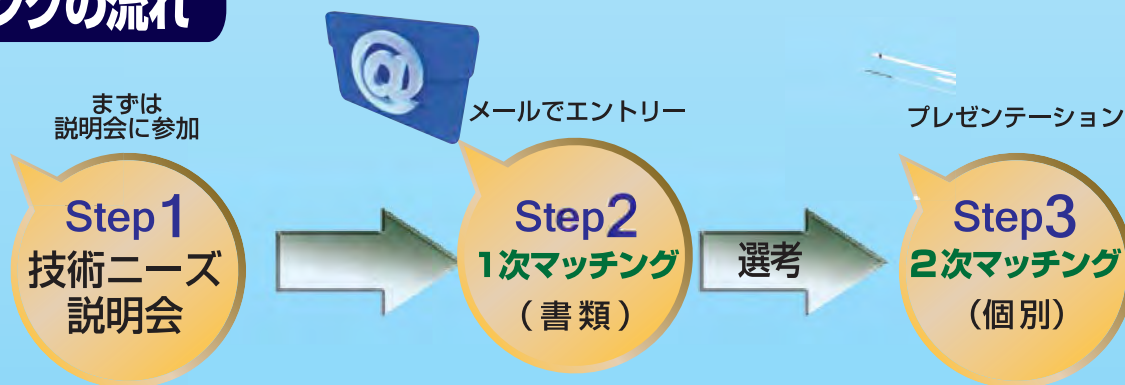 ングの流れ
まずは
説明会に参加
Step1
技術ニーズ
説明会
@
メールでエントリー
Step2
1次マッチング
（書類）
選考
プレゼンテーション
Step3
2次マッチング
（個別）